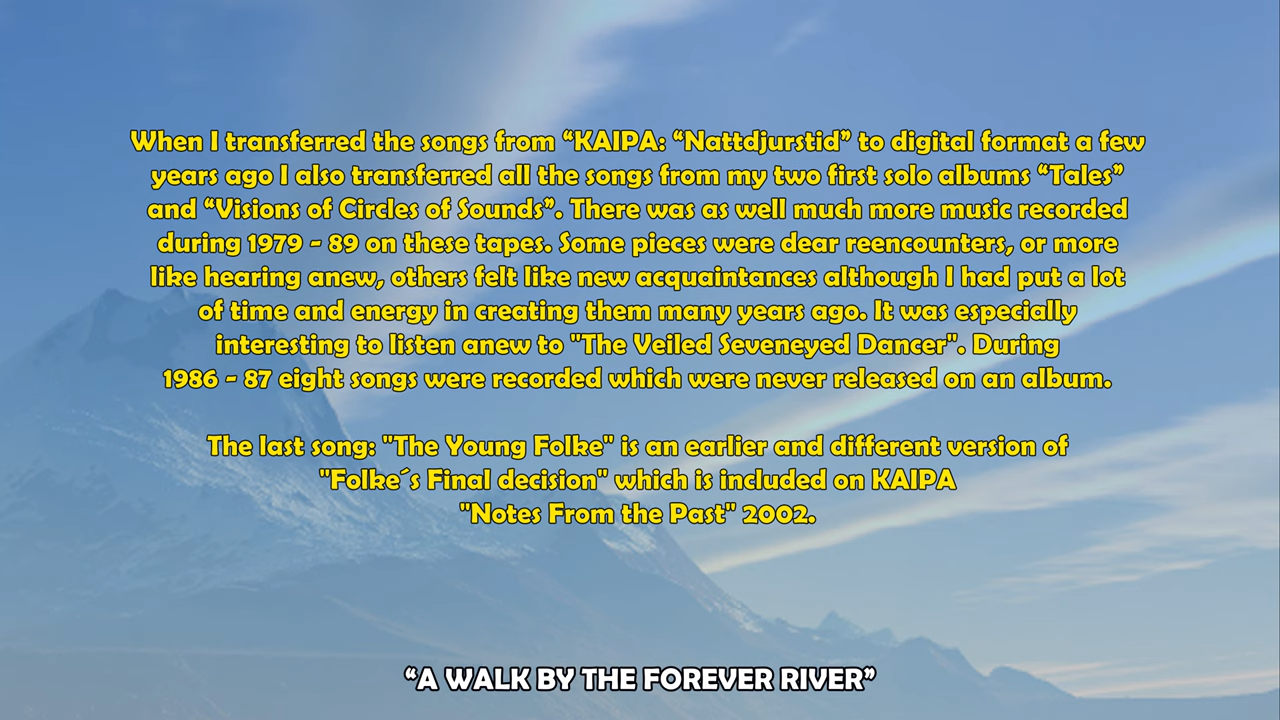 When I transferred the songs from “KAIPA: “Nattdjurstid” to digital format a few
years ago I also transferred all the songs from my two first solo albums “Tales”
and “Visions of Circles of Sounds”. There was as well much more music recorded
during 1979 - 89 on these tapes. Some pieces were dear reencounters, or more
like hearing anew, others felt like new acquaintances although I had put a lot
of time and energy in creating them many years ago. It was especially
interesting to listen anew to "The Veiled Seveneyed Dancer". During
1986 - 87 eight songs were recorded which were never released on an album.
The last song: "The Young Folke" is an earlier and different version of
"Folke´s Final decision" which is included on KAIPA
"Notes From the Past" 2002.
“A WALK BY THE FOREVER RIVER”